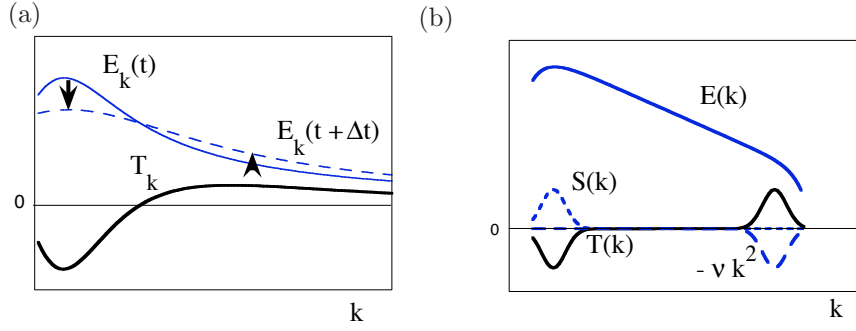 (a)
E_k(t)
E_k(t + Δt)
T_k
0
k
(b)
E(k)
S(k)
0
T(k)
- ν k^2
k